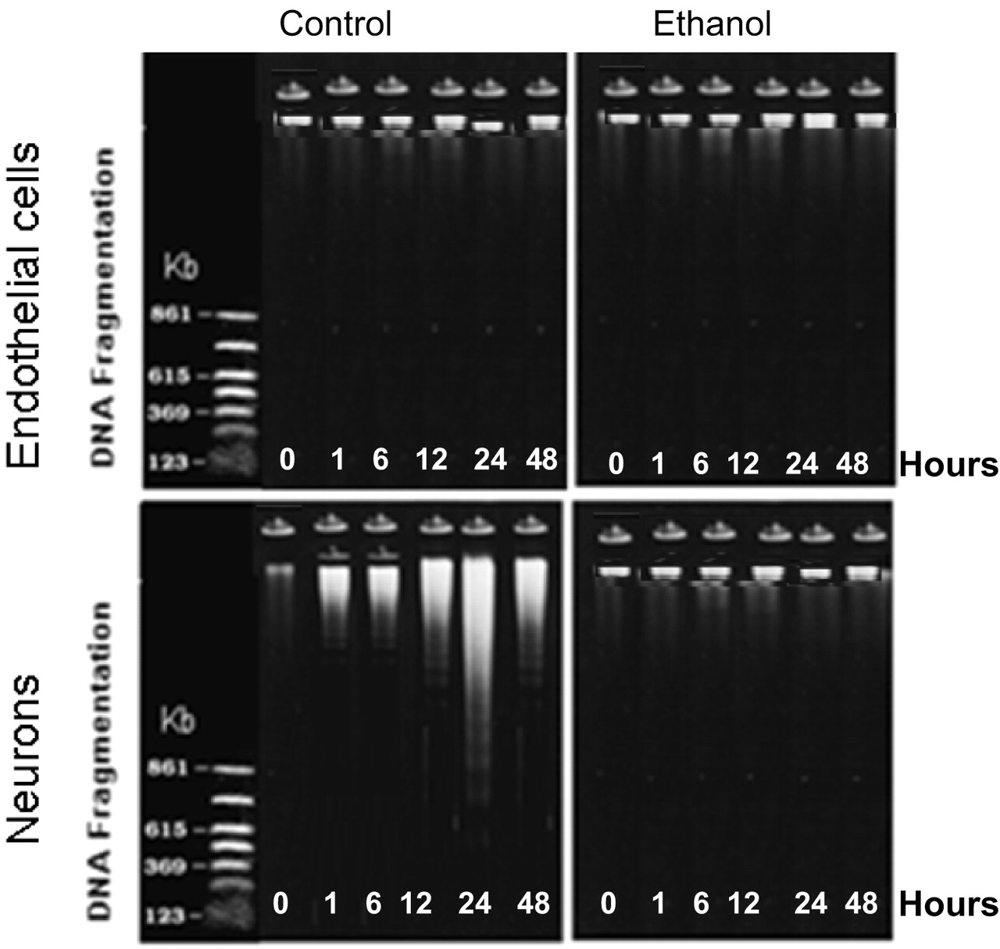 Control
Ethanol
Endothelial cells
DNA Fragmentation
Kb
861
615
369
123
0 1 6 12 24 48
0 1 6 12 24 48 Hours
Neurons
DNA Fragmentation
Kb
861
615
369
123
0 1 6 12 24 48
0 1 6 12 24 48 Hours